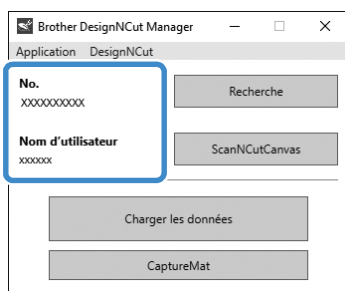 Brother DesignNCut Manager
Application DesignNCut
No.
XXXXXXXXXX
Recherche
Nom d'utilisateur
xxxxxx
ScanNCutCanvas
Charger les données
CaptureMat